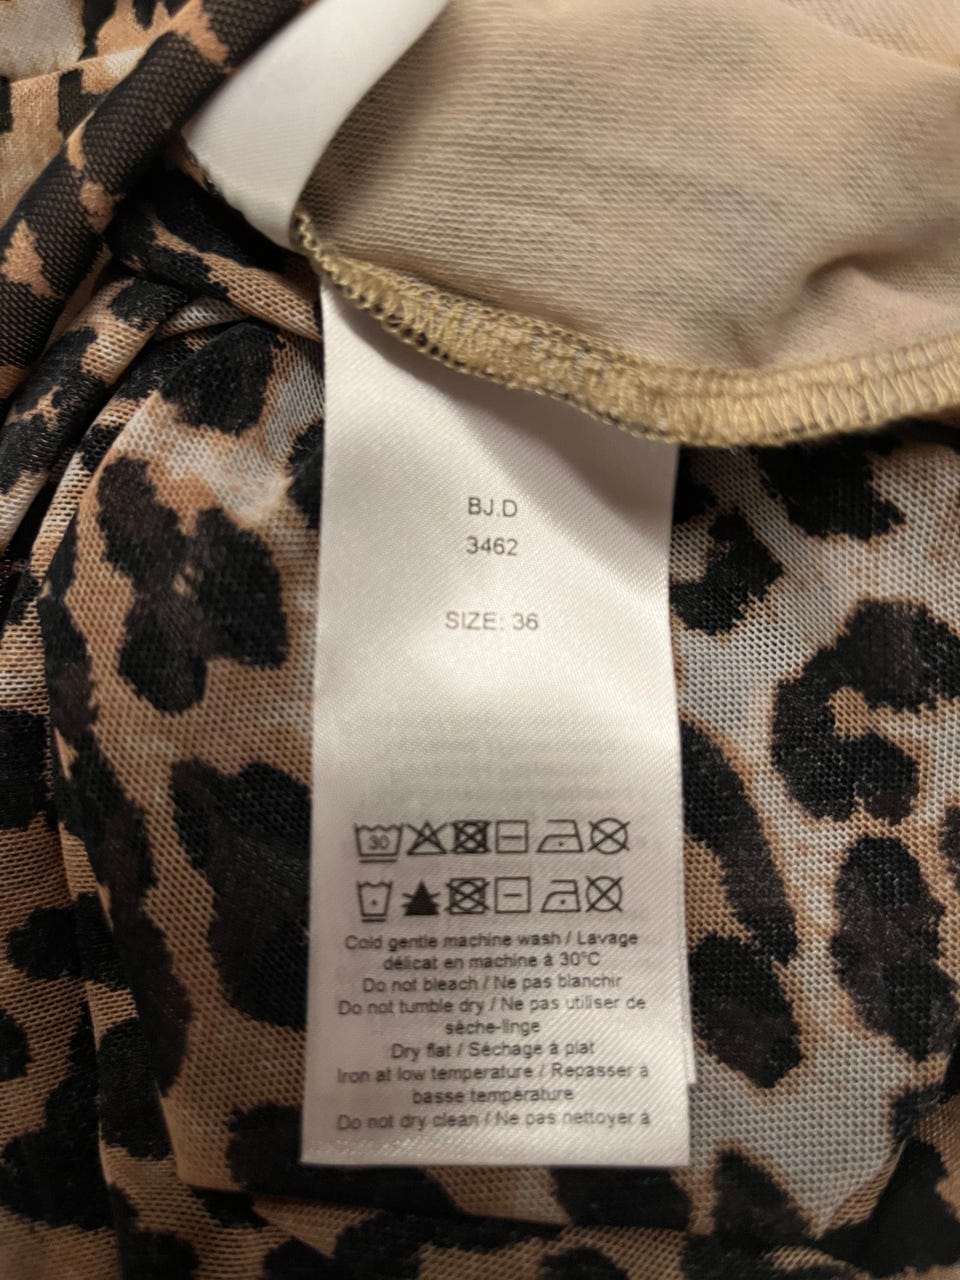 BJ.D
3462
SIZE: 36
30
Cold gentle machine wash / Lavage
délicat en machine à 30°C
Do not bleach / Ne pas blanchir
Do not tumble dry / Ne pas utiliser de
sèche-linge
Dry flat / Séchage à plat
Iron at low temperature / Repasser à
basse température
Do not dry clean / Ne pas nettoyer à